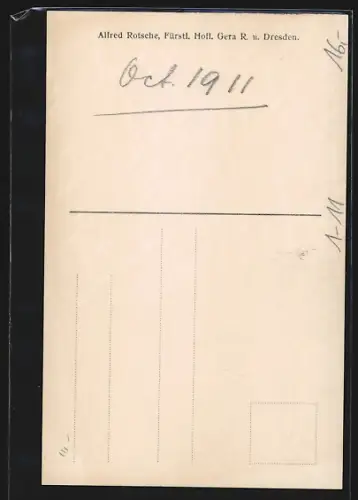 Alfred Rotsche, Fürstl. Hofl. Gera R. u. Dresden.
Oct. 1911
16,-
1-11